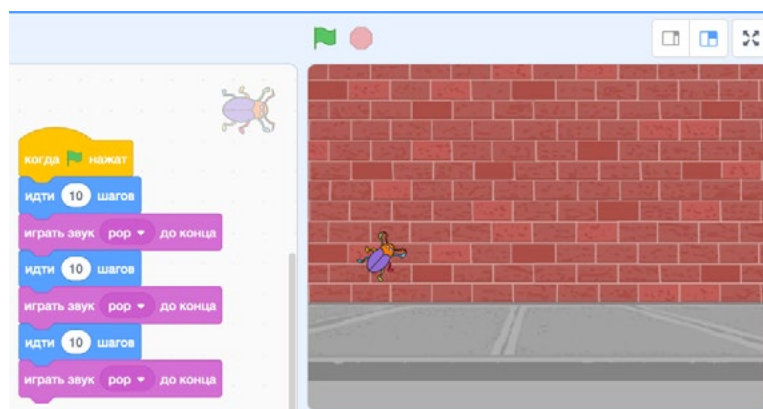 когда нажат
идти 10 шагов
играть звук pop до конца
идти 10 шагов
играть звук pop до конца
идти 10 шагов
играть звук pop до конца